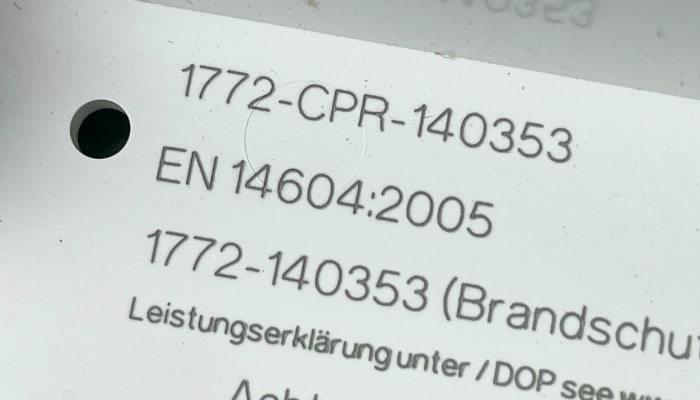 1772-CPR-140353
EN 14604:2005
1772-140353 (Brandschu
Leistungserklärung unter / DOP see